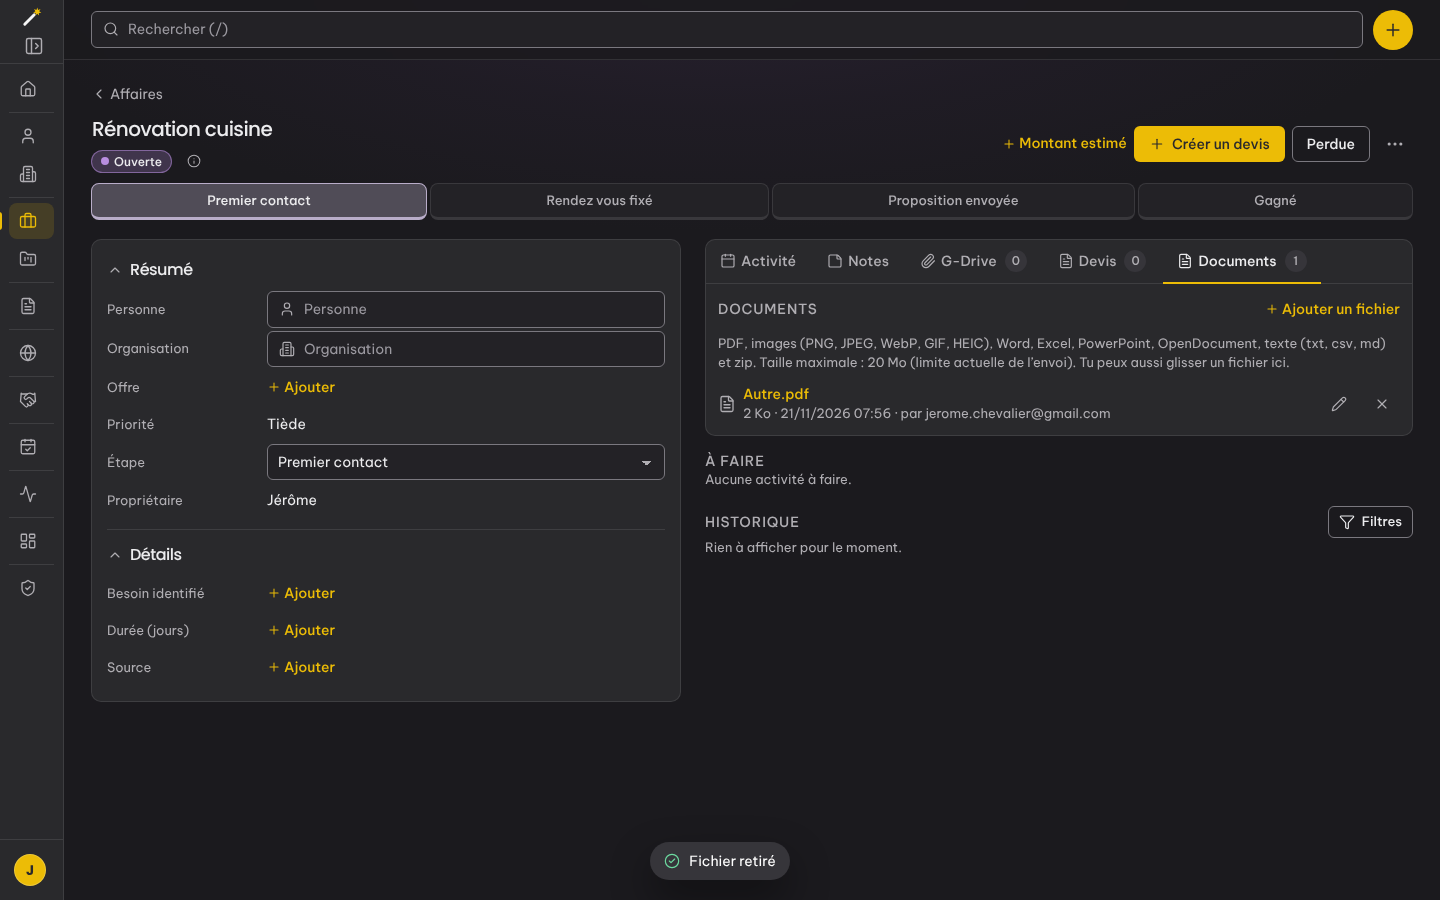 Rechercher (/)
Affaires
Rénovation cuisine
Ouverte
Montant estimé
Créer un devis
Perdue
Premier contact
Rendez vous fixé
Proposition envoyée
Gagné
Résumé
Personne
Personne
Organisation
Organisation
Offre
Ajouter
Priorité
Tiède
Étape
Premier contact
Propriétaire
Jérôme
Détails
Besoin identifié
Ajouter
Durée (jours)
Ajouter
Source
Ajouter
Activité
Notes
G-Drive 0
Devis 0
Documents 1
DOCUMENTS
Ajouter un fichier
PDF, images (PNG, JPEG, WebP, GIF, HEIC), Word, Excel, PowerPoint, OpenDocument, texte (txt, csv, md)
et zip. Taille maximale : 20 Mo (limite actuelle de l'envoi). Tu peux aussi glisser un fichier ici.
Autre.pdf
2 Ko · 21/11/2026 07:56 · par jerome.chevalier@gmail.com
À FAIRE
Aucune activité à faire.
HISTORIQUE
Filtres
Rien à afficher pour le moment.
J
Fichier retiré